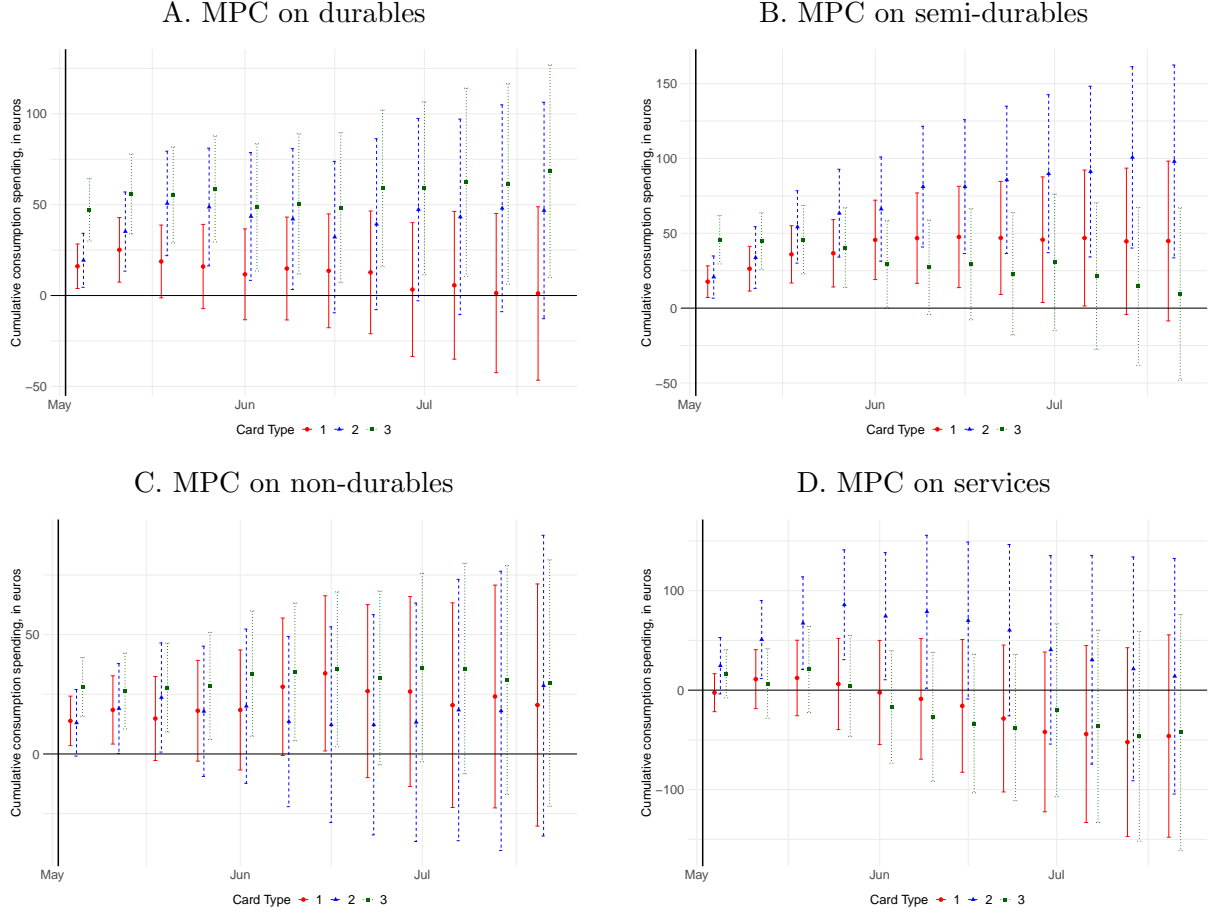 A. MPC on durables
Cumulative consumption spending, in euros
100
50
0
−50
May
Jun
Jul
Card Type 1 2 3
B. MPC on semi-durables
Cumulative consumption spending, in euros
150
100
50
0
−50
May
Jun
Jul
Card Type 1 2 3
C. MPC on non-durables
Cumulative consumption spending, in euros
50
0
May
Jun
Jul
Card Type 1 2 3
D. MPC on services
Cumulative consumption spending, in euros
100
0
−100
May
Jun
Jul
Card Type 1 2 3